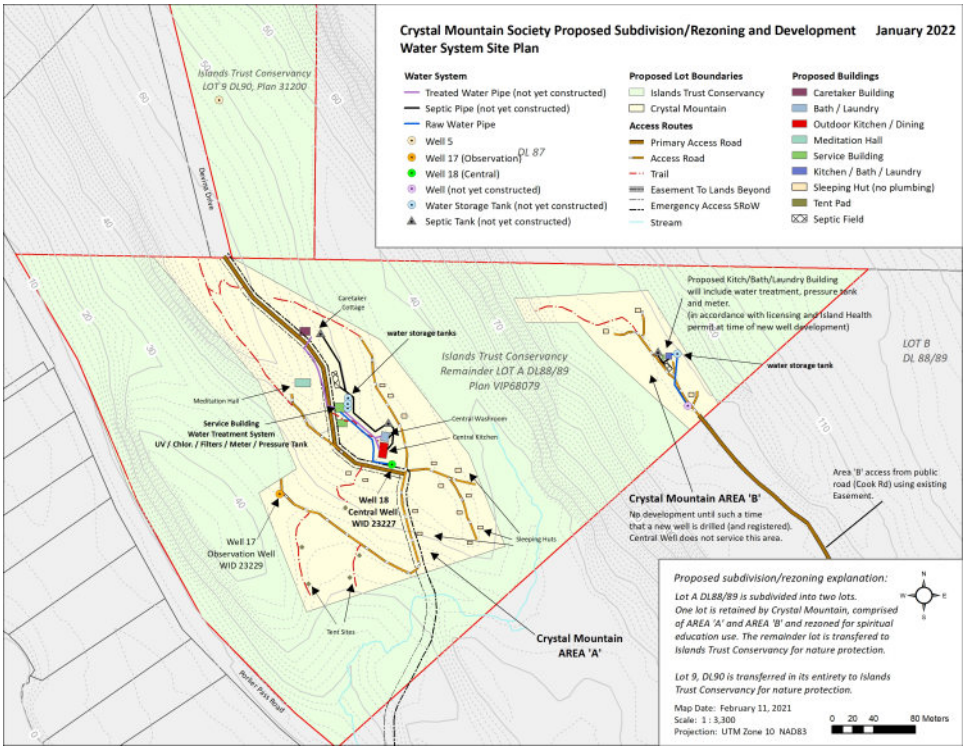 Crystal Mountain Society Proposed Subdivision/Rezoning and Development January 2022
Water System Site Plan
Water System
Treated Water Pipe (not yet constructed)
Septic Pipe (not yet constructed)
Raw Water Pipe
Well 5
Well 17 (Observation)
Well 18 (Central)
Well (not yet constructed)
Water Storage Tank (not yet constructed)
Septic Tank (not yet constructed)
DL 87
Proposed Lot Boundaries
Islands Trust Conservancy
Crystal Mountain
Access Routes
Primary Access Road
Access Road
Trail
Easement To Lands Beyond
Emergency Access SRoW
Stream
Proposed Buildings
Caretaker Building
Bath / Laundry
Outdoor Kitchen / Dining
Meditation Hall
Service Building
Kitchen / Bath / Laundry
Sleeping Hut (no plumbing)
Tent Pad
Septic Field
Islands Trust Conservancy
LOT 9 DL90, Plan 31200
50
60
60
50
60
Devina Drive
40
10
20
30
40
40
70
10
0
Caretaker
Cottage
water storage tanks
Islands Trust Conservancy
Remainder LOT A DL88/89
Plan VIP68079
Meditation Hall
Service Building
Water Treatment System
UV / Chlor. / Filters / Meter / Pressure Tank
Central Washroom
Central Kitchen
Well 18
Central Well
WID 23227
Well 17
Observation Well
WID 23229
Sleeping Huts
Tent Sites
Crystal Mountain
AREA 'A'
Porlier Pass Road
Proposed Kitch/Bath/Laundry Building
will include water treatment, pressure tank
and meter.
(in accordance with licensing and Island Health
permit at time of new well development)
LOT B
DL 88/89
water storage tank
Crystal Mountain AREA 'B'
No development until such a time
that a new well is drilled (and registered).
Central Well does not service this area.
Area 'B' access from public
road (Cook Rd) using existing
Easement.
Proposed subdivision/rezoning explanation:
Lot A DL88/89 is subdivided into two lots.
One lot is retained by Crystal Mountain, comprised
of AREA 'A' and AREA 'B' and rezoned for spiritual
education use. The remainder lot is transfered to
Islands Trust Conservancy for nature protection.
Lot 9, DL90 is transferred in its entirety to Islands
Trust Conservancy for nature protection.
Map Date: February 11, 2021
Scale: 1 : 3,300
Projection: UTM Zone 10 NAD83
N
W E
S
0 20 40 80 Meters